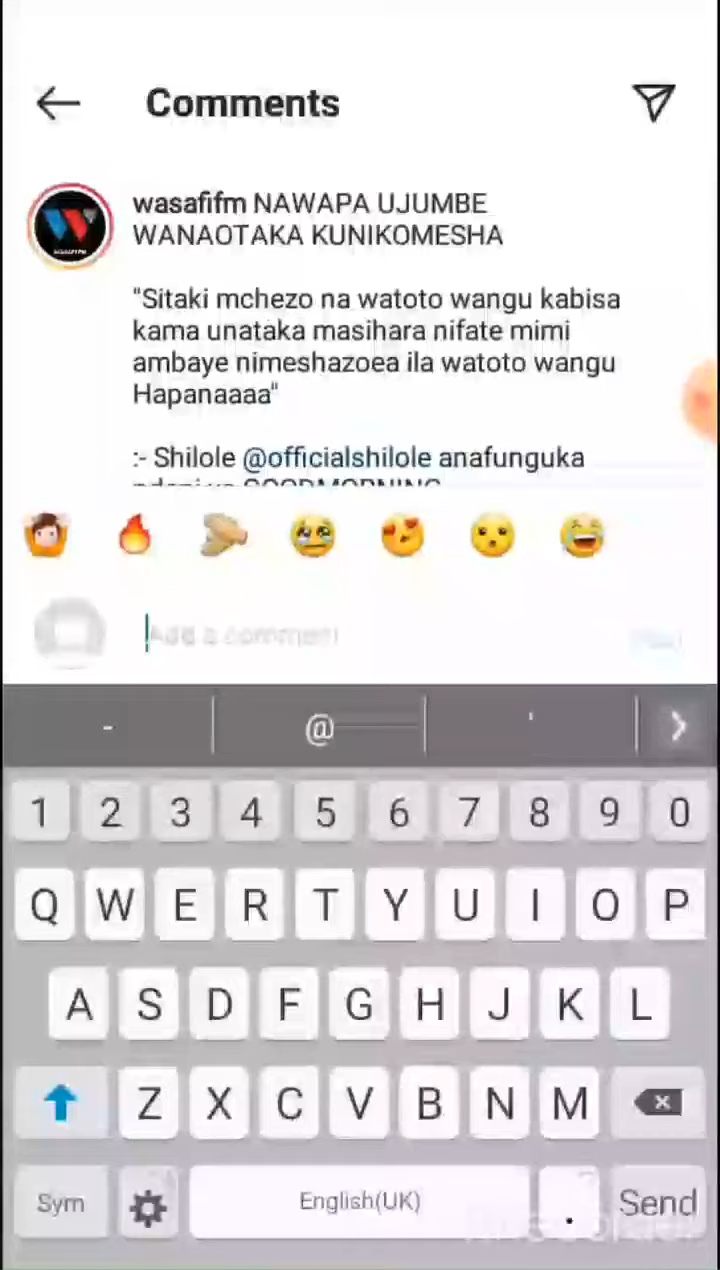 Comments
wasafifm NAWAPA UJUMBE
WANAOTAKA KUNIKOMESHA
"Sitaki mchezo na watoto wangu kabisa
kama unataka masihara nifate mimi
ambaye nimeshazoea ila watoto wangu
Hapanaaaa"
:- Shilole @officialshilole anafunguka
Add a comment
- @ '
1 2 3 4 5 6 7 8 9 0
Q W E R T Y U I O P
A S D F G H J K L
Z X C V B N M
Sym English(UK) . Send